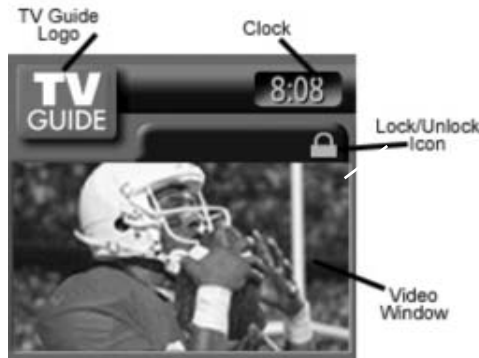 TV Guide
Logo
Clock
TV
GUIDE
8:08
Lock/Unlock
Icon
Video
Window